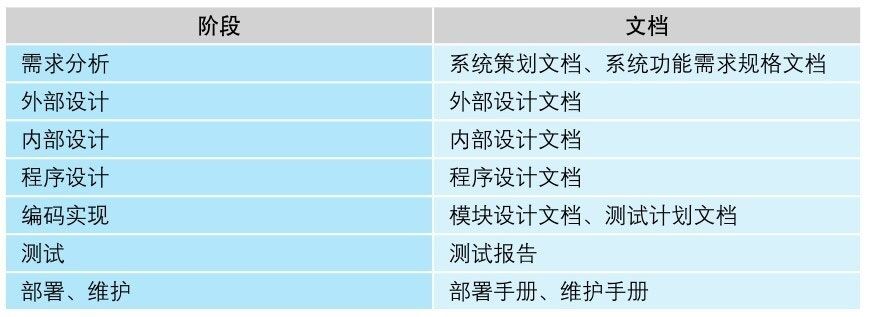 阶段 文档
需求分析 系统策划文档、系统功能需求规格文档
外部设计 外部设计文档
内部设计 内部设计文档
程序设计 程序设计文档
编码实现 模块设计文档、测试计划文档
测试 测试报告
部署、维护 部署手册、维护手册